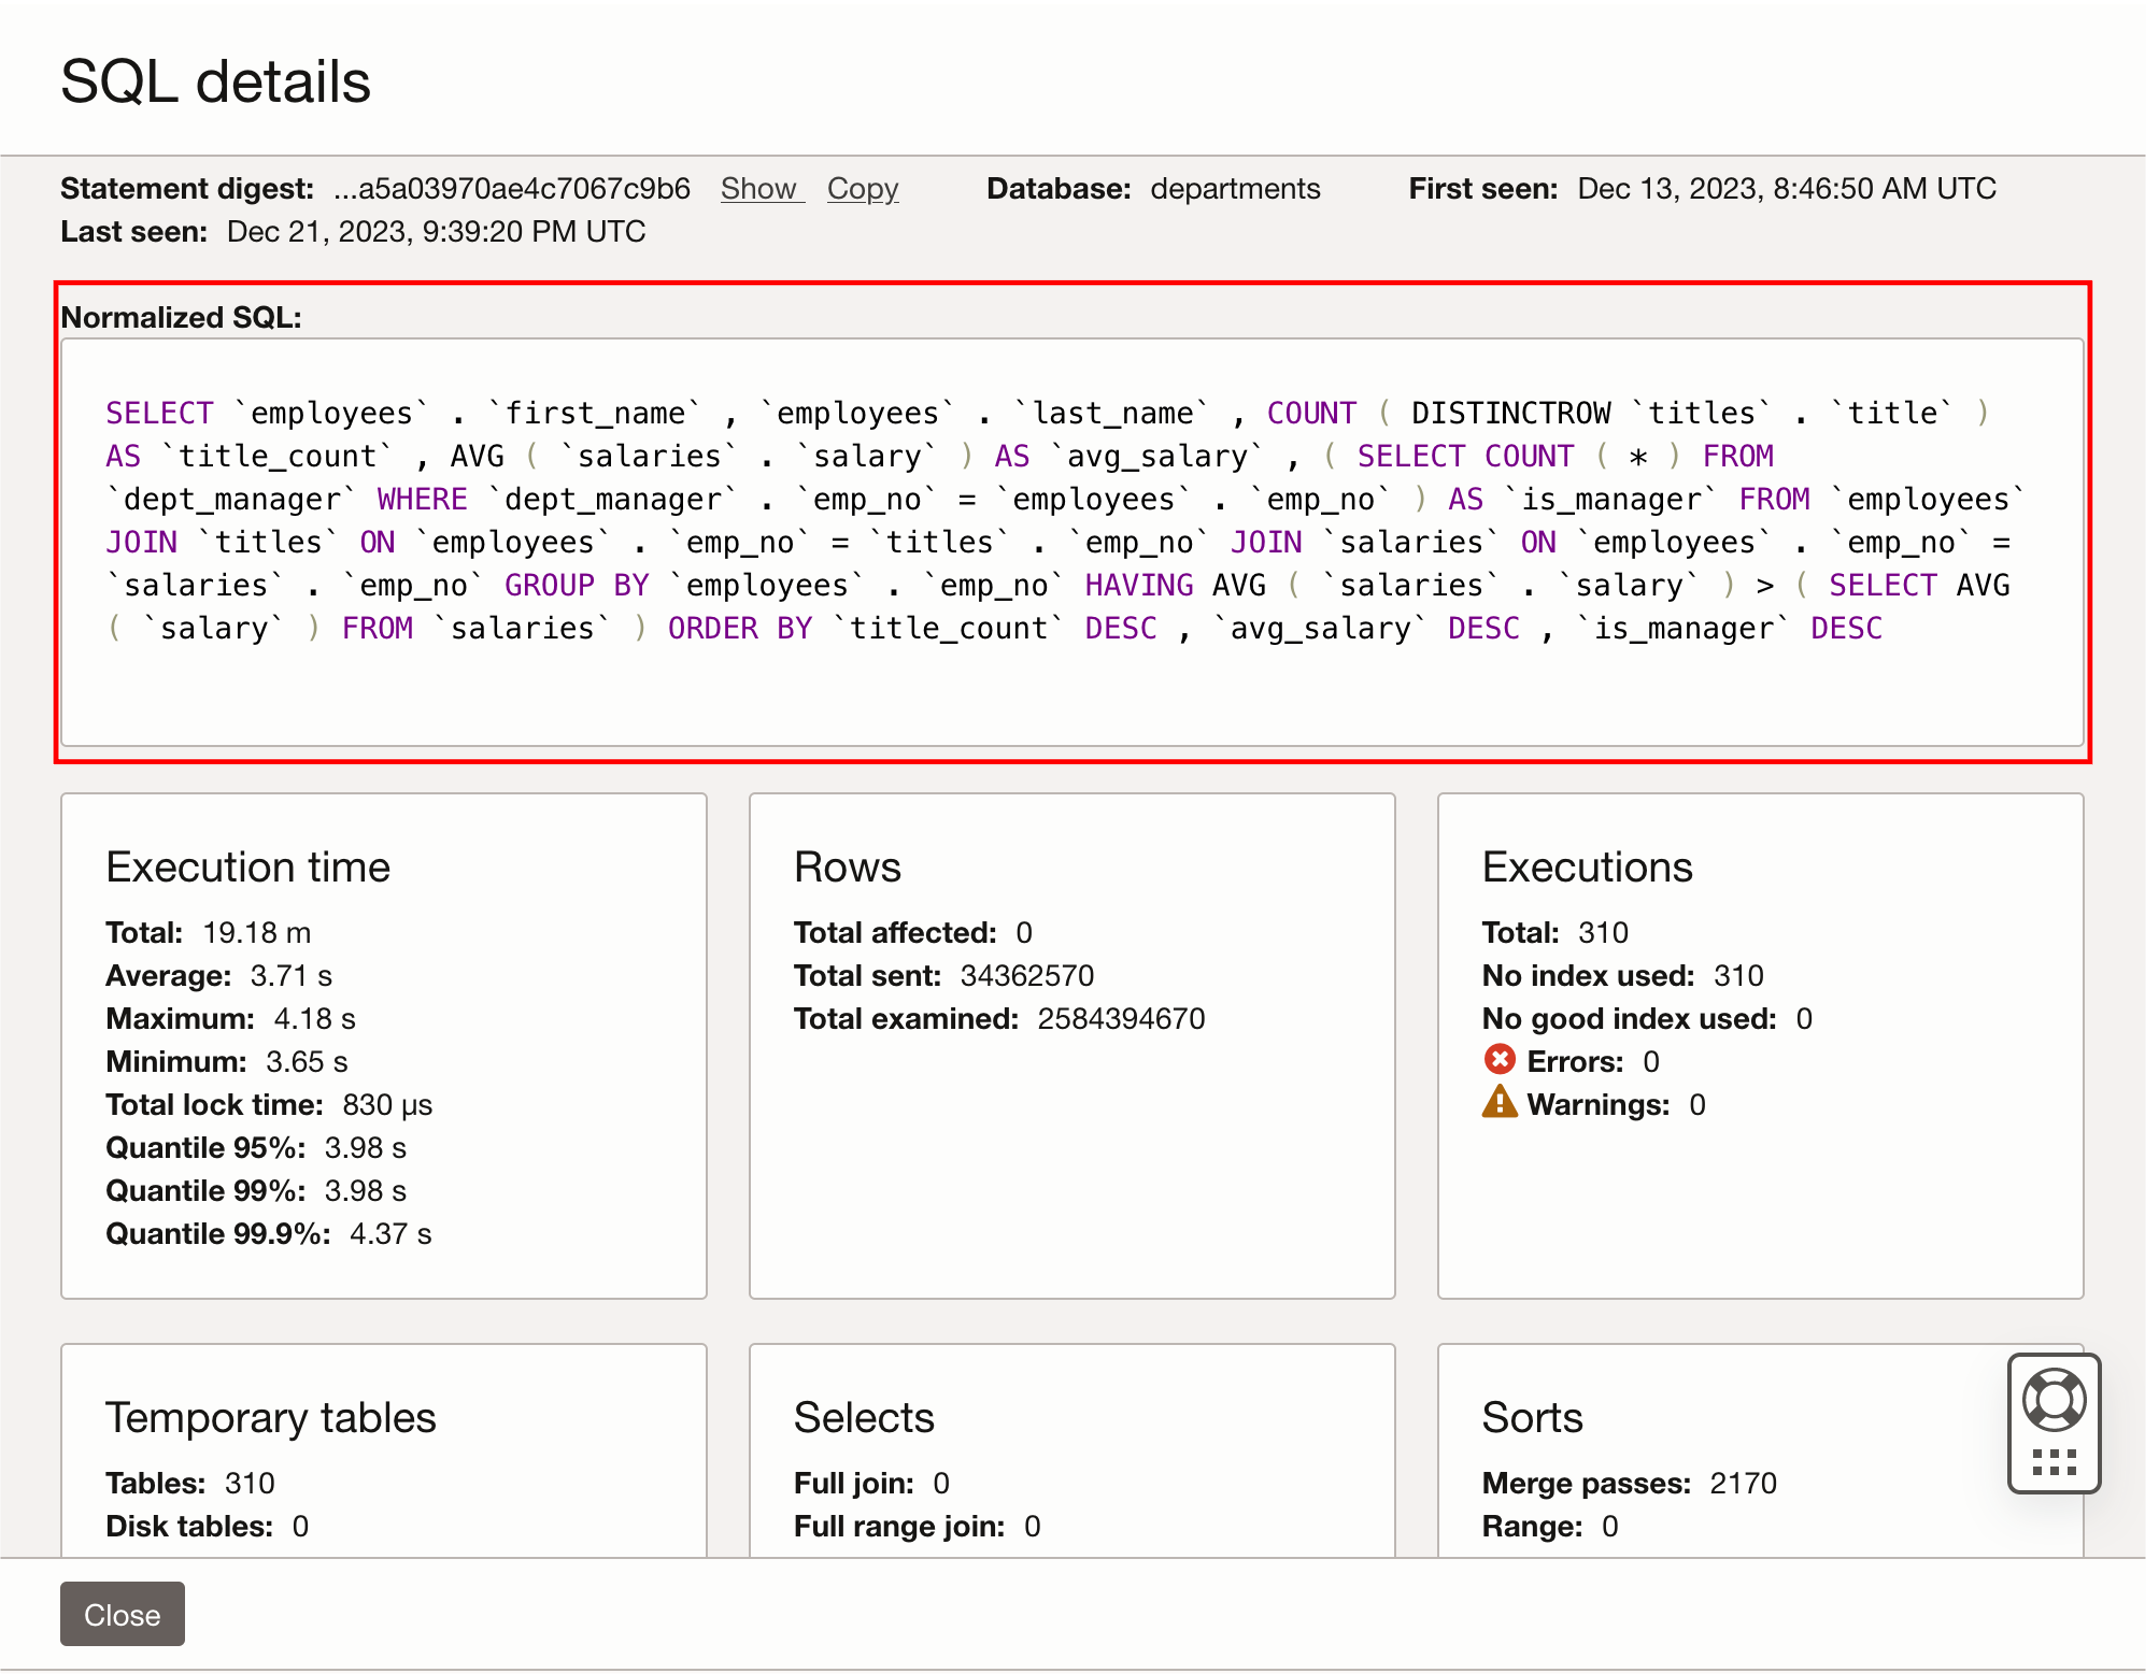 SQL details
Statement digest: ...a5a03970ae4c7067c9b6 Show Copy Database: departments First seen: Dec 13, 2023, 8:46:50 AM UTC
Last seen: Dec 21, 2023, 9:39:20 PM UTC
Normalized SQL:
SELECT `employees` . `first_name` , `employees` . `last_name` , COUNT ( DISTINCTROW `titles` . `title` )
AS `title_count` , AVG ( `salaries` . `salary` ) AS `avg_salary` , ( SELECT COUNT ( * ) FROM
`dept_manager` WHERE `dept_manager` . `emp_no` = `employees` . `emp_no` ) AS `is_manager` FROM `employees`
JOIN `titles` ON `employees` . `emp_no` = `titles` . `emp_no` JOIN `salaries` ON `employees` . `emp_no` =
`salaries` . `emp_no` GROUP BY `employees` . `emp_no` HAVING AVG ( `salaries` . `salary` ) > ( SELECT AVG
( `salary` ) FROM `salaries` ) ORDER BY `title_count` DESC , `avg_salary` DESC , `is_manager` DESC
Execution time
Total: 19.18 m
Average: 3.71 s
Maximum: 4.18 s
Minimum: 3.65 s
Total lock time: 830 µs
Quantile 95%: 3.98 s
Quantile 99%: 3.98 s
Quantile 99.9%: 4.37 s
Rows
Total affected: 0
Total sent: 34362570
Total examined: 2584394670
Executions
Total: 310
No index used: 310
No good index used: 0
Errors: 0
Warnings: 0
Temporary tables
Tables: 310
Disk tables: 0
Selects
Full join: 0
Full range join: 0
Sorts
Merge passes: 2170
Range: 0
Close